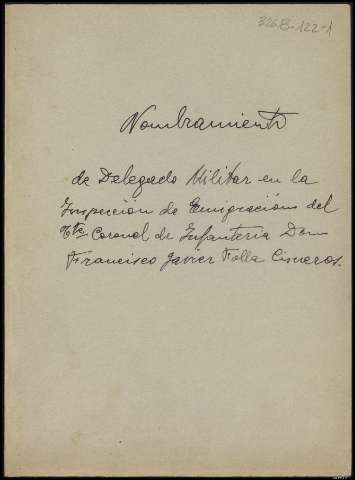 3268-122-1
Nombramiento
de Delegado Militar en la
Inspección de Emigración del
Tte Coronel de Infantería Don
Francisco Javier Folla Cisneros.